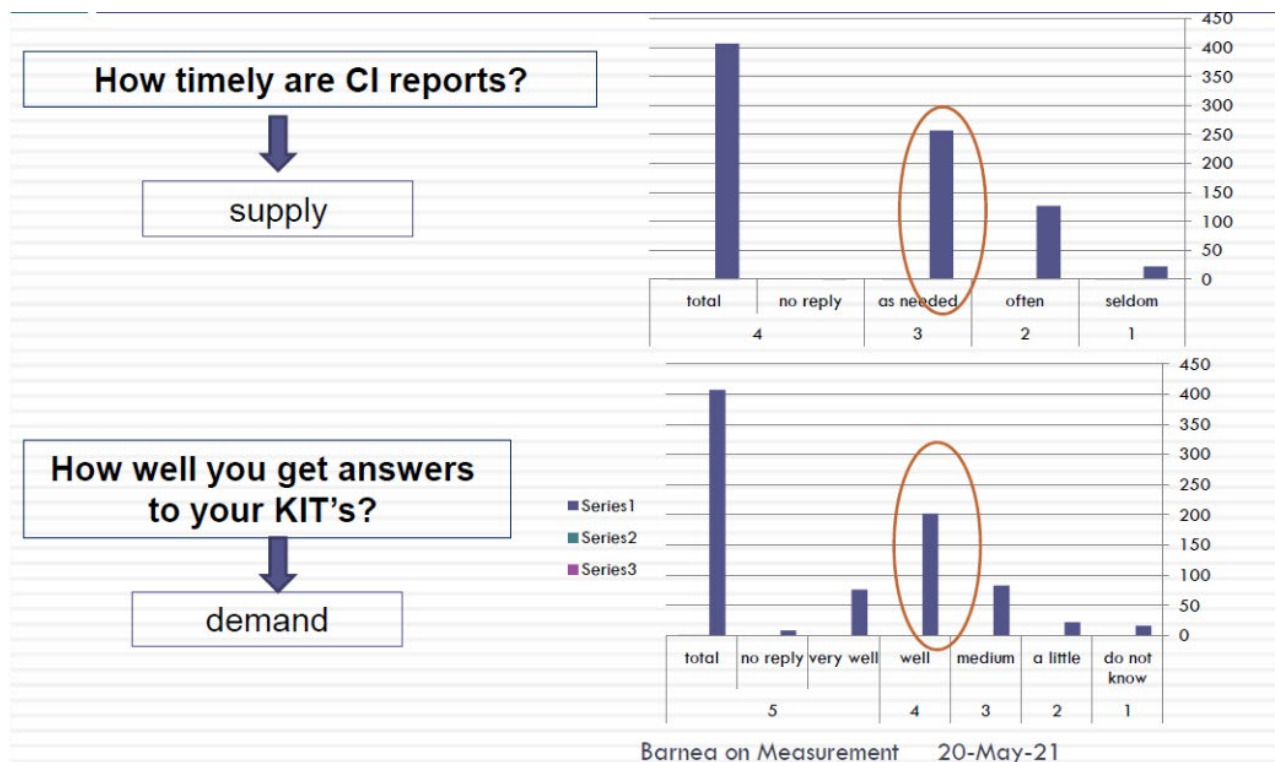 How timely are CI reports?
supply
450
400
350
300
250
200
150
100
50
0
total no reply as needed often seldom
4 3 2 1
How well you get answers
to your KIT's?
demand
Series1
Series2
Series3
450
400
350
300
250
200
150
100
50
0
total no reply very well well medium a little do not
know
5 4 3 2 1
Barnea on Measurement 20-May-21